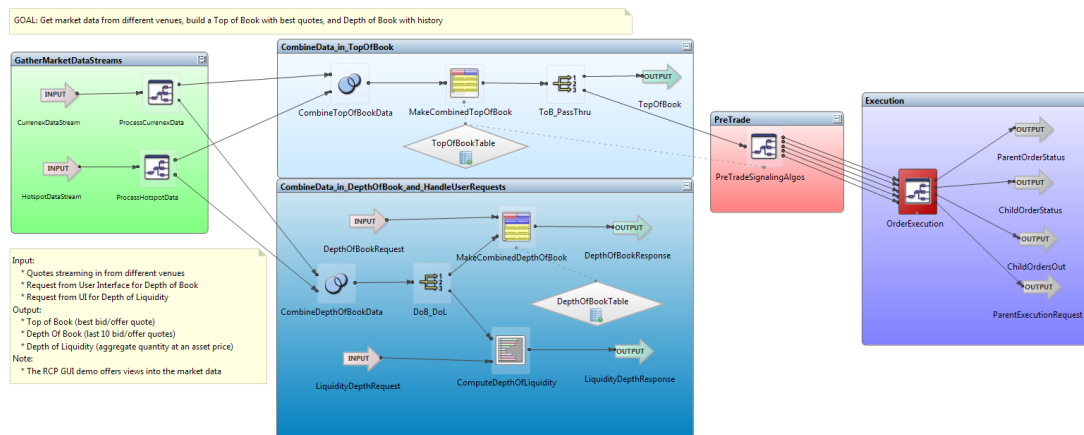 GOAL: Get market data from different venues, build a Top of Book with best quotes, and Depth of Book with history
GatherMarketDataStreams
INPUT
CurrenexDataStream
ProcessCurrenexData
INPUT
HotspotDataStream
ProcessHotspotData
CombineData_in_TopOfBook
CombineTopOfBookData
MakeCombinedTopOfBook
1
2
3
ToB_PassThru
OUTPUT
TopOfBook
TopOfBookTable
CombineData_in_DepthOfBook_and_HandleUserRequests
INPUT
DepthOfBookRequest
MakeCombinedDepthOfBook
OUTPUT
DepthOfBookResponse
CombineDepthOfBookData
1
2
3
DoB_DoL
DepthOfBookTable
INPUT
LiquidityDepthRequest
ComputeDepthOfLiquidity
OUTPUT
LiquidityDepthResponse
PreTrade
PreTradeSignalingAlgos
Execution
OrderExecution
OUTPUT
ParentOrderStatus
OUTPUT
ChildOrderStatus
OUTPUT
ChildOrdersOut
OUTPUT
ParentExecutionRequest
Input:
* Quotes streaming in from different venues
* Request from User Interface for Depth of Book
* Request from UI for Depth of Liquidity
Output:
* Top of Book (best bid/offer quote)
* Depth Of Book (last 10 bid/offer quotes)
* Depth of Liquidity (aggregate quantity at an asset price)
Note:
* The RCP GUI demo offers views into the market data